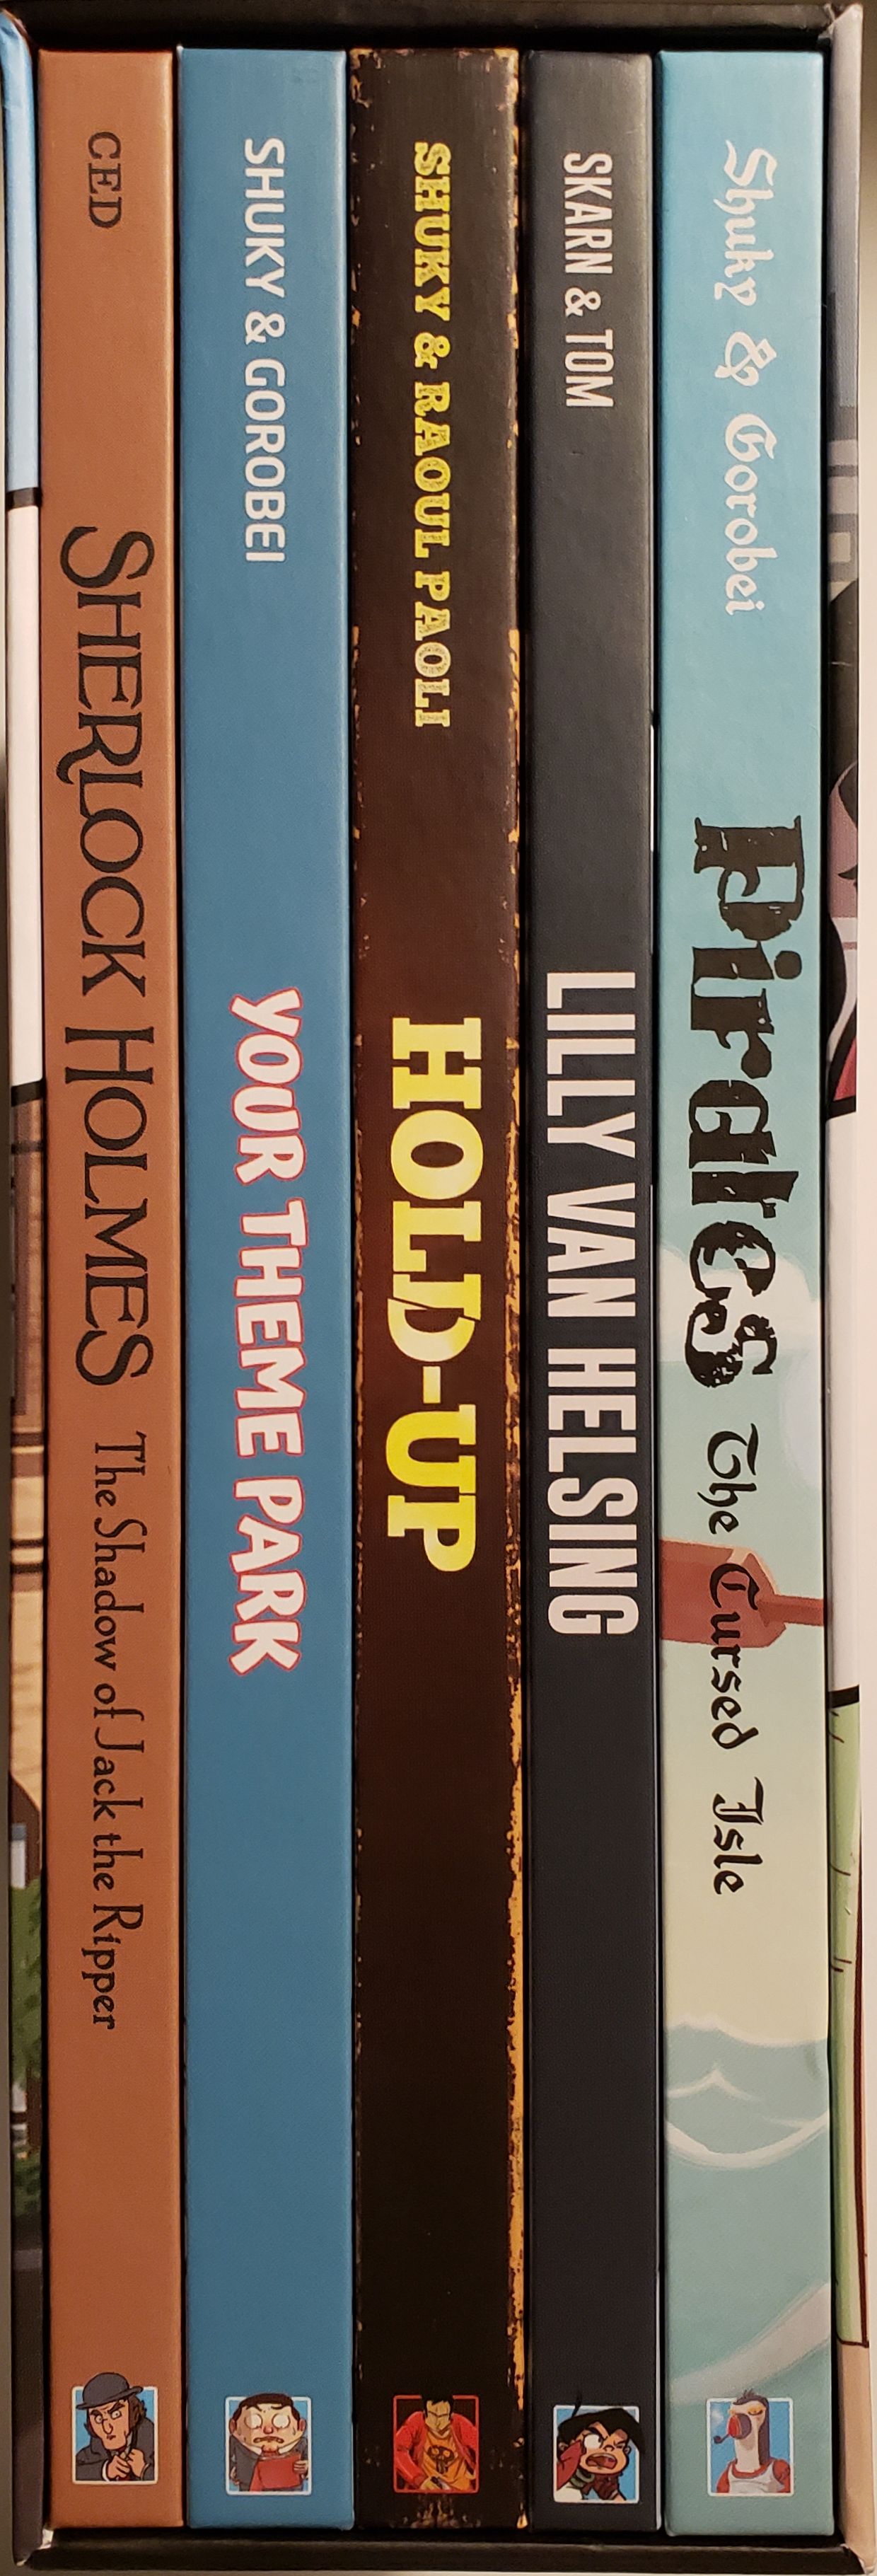 CED
SHERLOCK HOLMES The Shadow of Jack the Ripper
SHUKY & GOROBEI
YOUR THEME PARK
SHUKY & RAOUL PAOLI
HOLD-UP
SKARN & TOM
LILLY VAN HELSING
Shuky & Gorobei
Pirates The Cursed Isle